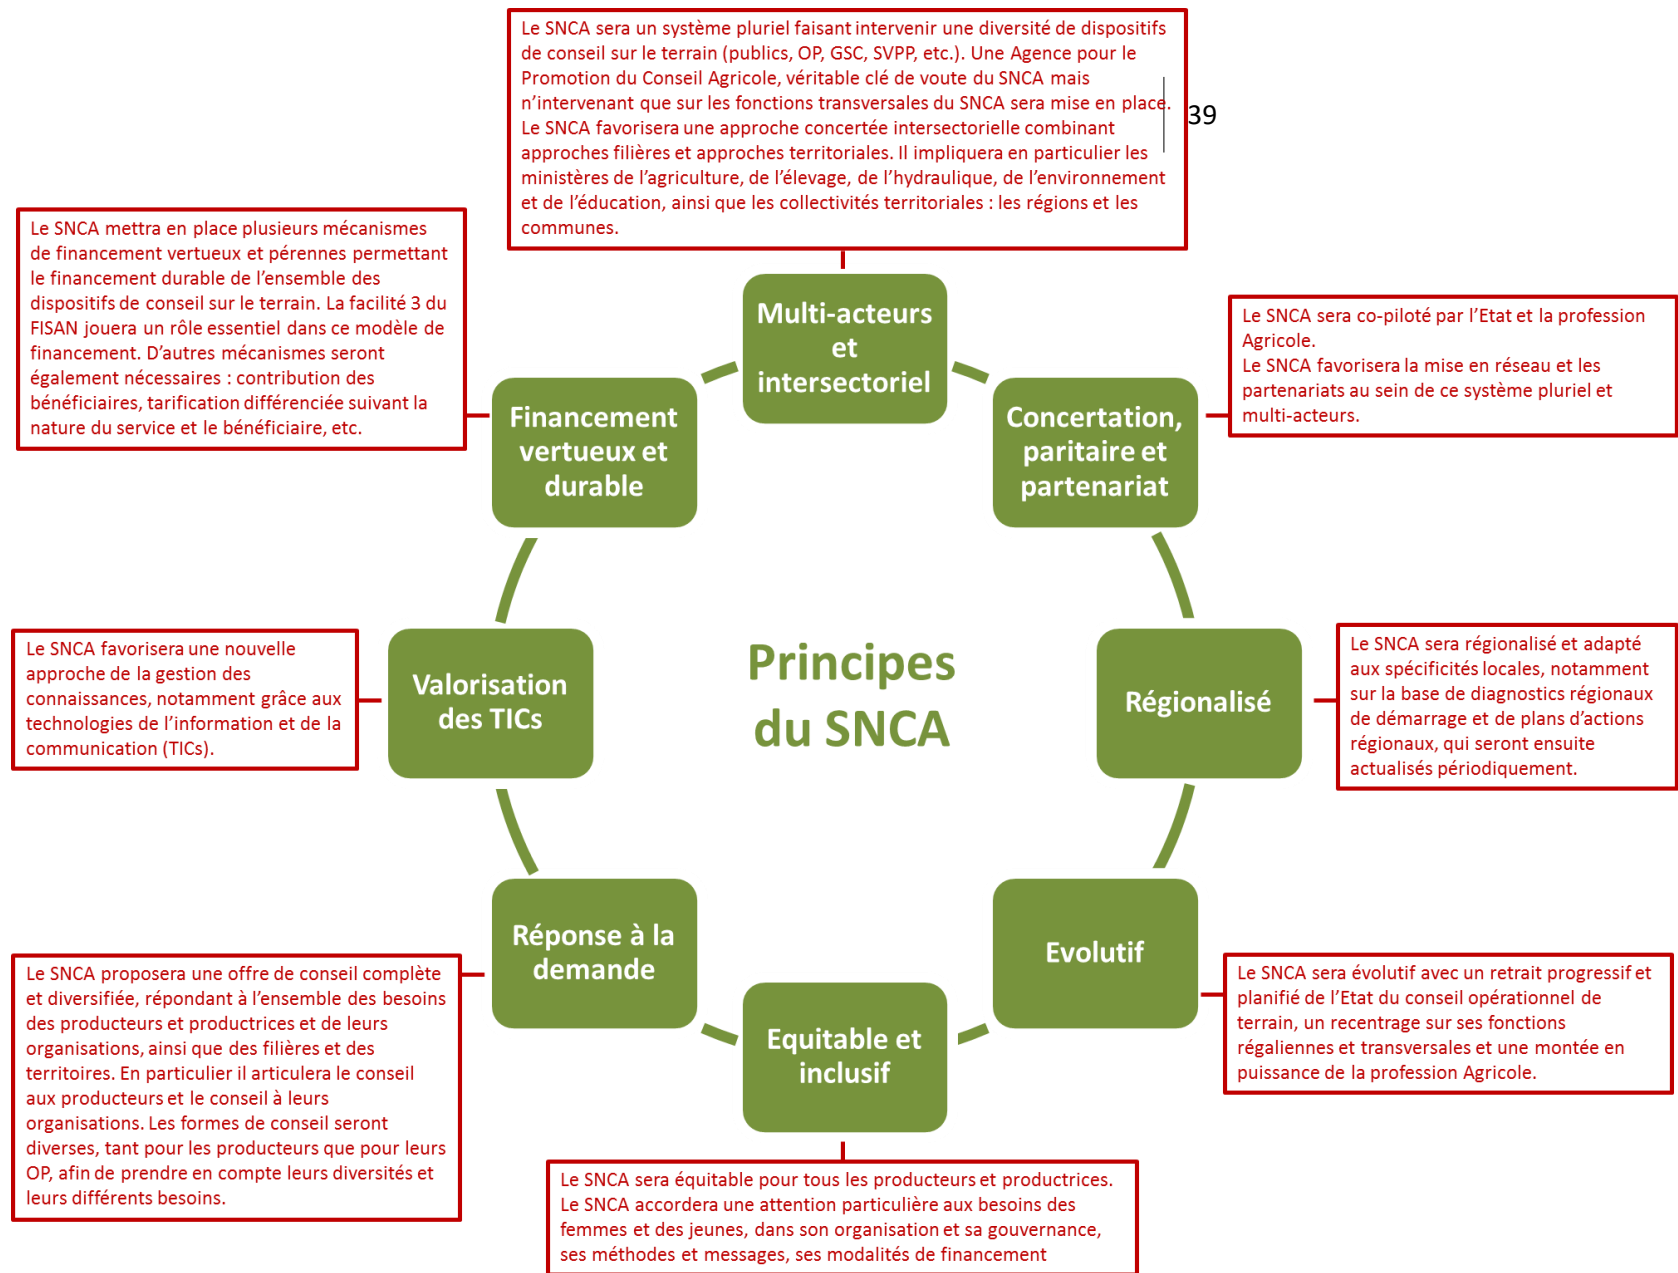 Le SNCA sera un système pluriel faisant intervenir une diversité de dispositifs
de conseil sur le terrain (publics, OP, GSC, SVPP, etc.). Une Agence pour le
Promotion du Conseil Agricole, véritable clé de voute du SNCA mais
n’intervenant que sur les fonctions transversales du SNCA sera mise en place.
Le SNCA favorisera une approche concertée intersectorielle combinant
approches filières et approches territoriales. Il impliquera en particulier les
ministères de l’agriculture, de l’élevage, de l’hydraulique, de l’environnement
et de l’éducation, ainsi que les collectivités territoriales : les régions et les
communes.
39
Le SNCA mettra en place plusieurs mécanismes
de financement vertueux et pérennes permettant
le financement durable de l’ensemble des
dispositifs de conseil sur le terrain. La facilité 3 du
FISAN jouera un rôle essentiel dans ce modèle de
financement. D’autres mécanismes seront
également nécessaires : contribution des
bénéficiaires, tarification différenciée suivant la
nature du service et le bénéficiaire, etc.
Multi-acteurs
et
intersectoriel
Le SNCA sera co-piloté par l’Etat et la profession
Agricole.
Le SNCA favorisera la mise en réseau et les
partenariats au sein de ce système pluriel et
multi-acteurs.
Financement
vertueux et
durable
Concertation,
paritaire et
partenariat
Le SNCA favorisera une nouvelle
approche de la gestion des
connaissances, notamment grâce aux
technologies de l’information et de la
communication (TICs).
Valorisation
des TICs
Principes
du SNCA
Régionalisé
Le SNCA sera régionalisé et adapté
aux spécificités locales, notamment
sur la base de diagnostics régionaux
de démarrage et de plans d’actions
régionaux, qui seront ensuite
actualisés périodiquement.
Réponse à la
demande
Evolutif
Le SNCA proposera une offre de conseil complète
et diversifiée, répondant à l’ensemble des besoins
des producteurs et productrices et de leurs
organisations, ainsi que des filières et des
territoires. En particulier il articulera le conseil
aux producteurs et le conseil à leurs
organisations. Les formes de conseil seront
diverses, tant pour les producteurs que pour leurs
OP, afin de prendre en compte leurs diversités et
leurs différents besoins.
Equitable et
inclusif
Le SNCA sera évolutif avec un retrait progressif et
planifié de l’Etat du conseil opérationnel de
terrain, un recentrage sur ses fonctions
régaliennes et transversales et une montée en
puissance de la profession Agricole.
Le SNCA sera équitable pour tous les producteurs et productrices.
Le SNCA accordera une attention particulière aux besoins des
femmes et des jeunes, dans son organisation et sa gouvernance,
ses méthodes et messages, ses modalités de financement